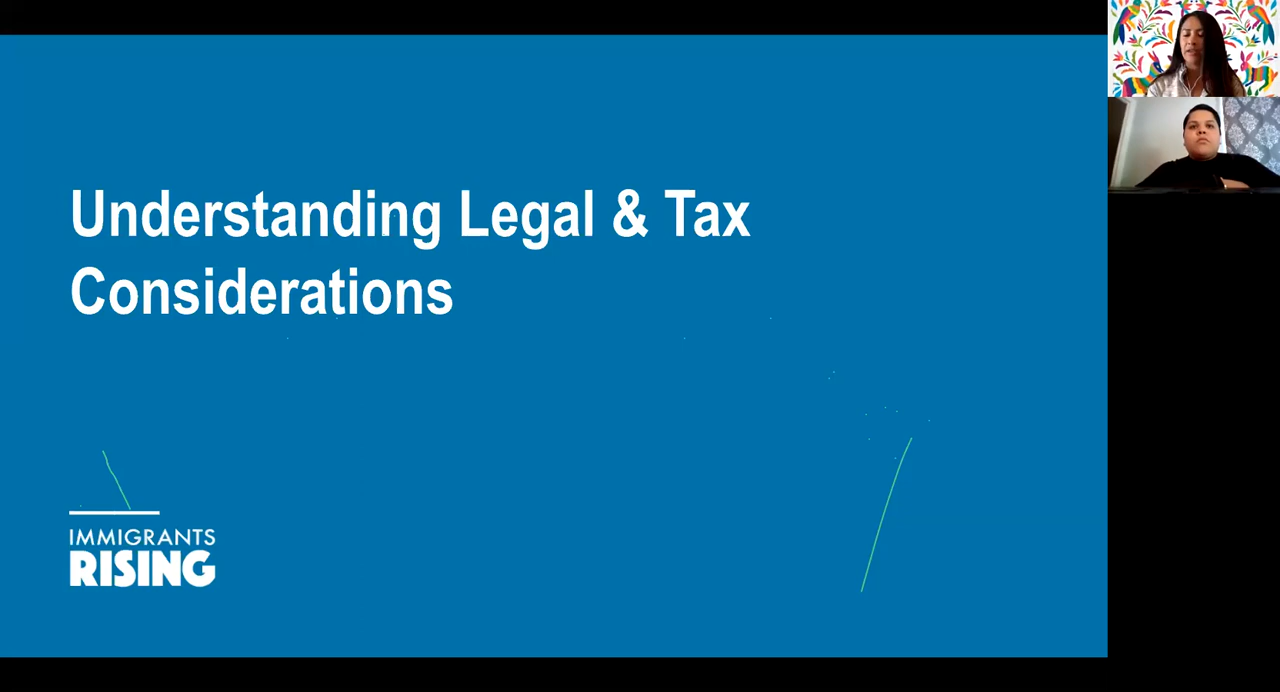 Understanding Legal & Tax
Considerations
IMMIGRANTS
RISING